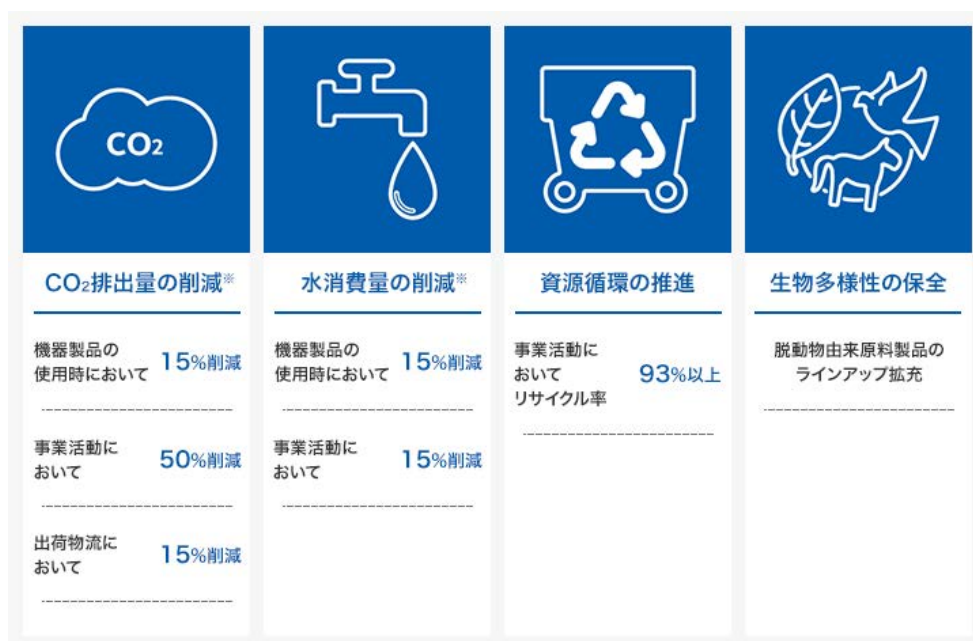 CO₂
CO₂排出量の削減※
機器製品の
使用時において
15%削減
事業活動に
おいて
50%削減
出荷物流に
おいて
15%削減
水消費量の削減※
機器製品の
使用時において
15%削減
事業活動に
おいて
15%削減
資源循環の推進
事業活動に
おいて
リサイクル率
93%以上
生物多様性の保全
脱動物由来原料製品の
ラインアップ拡充